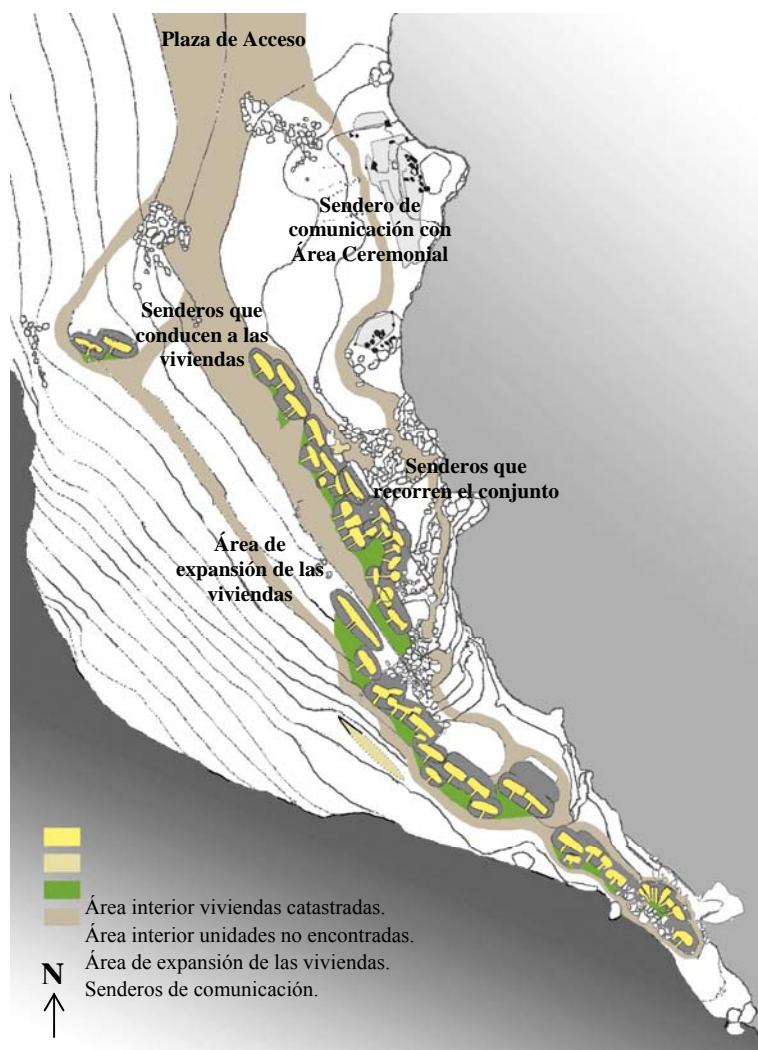 Plaza de Acceso
Sendero de
comunicación con
Área Ceremonial
Senderos que
conducen a las
viviendas
Senderos que
recorren el conjunto
Área de
expansión de las
viviendas
Área interior viviendas catastradas.
Área interior unidades no encontradas.
Área de expansión de las viviendas.
Senderos de comunicación.
N